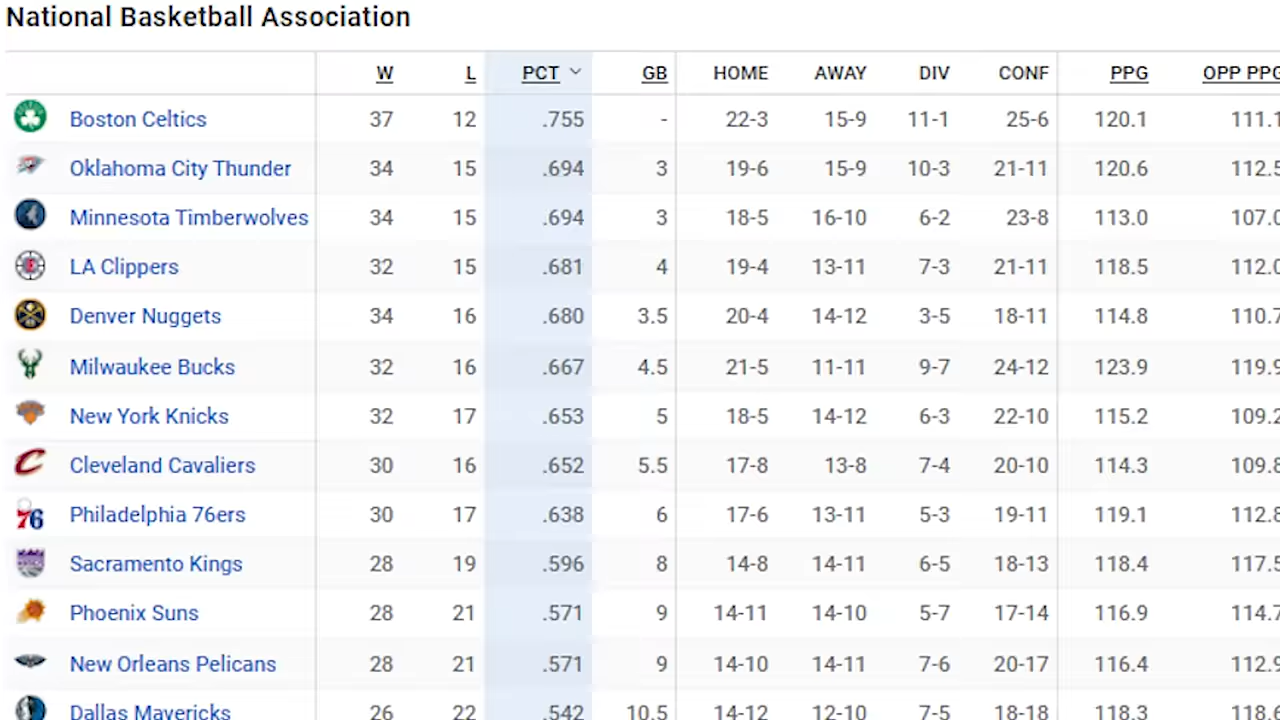 National Basketball Association
W L PCT GB HOME AWAY DIV CONF PPG OPP PPG
Boston Celtics 37 12 .755 - 22-3 15-9 11-1 25-6 120.1 111.1
Oklahoma City Thunder 34 15 .694 3 19-6 15-9 10-3 21-11 120.6 112.5
Minnesota Timberwolves 34 15 .694 3 18-5 16-10 6-2 23-8 113.0 107.0
LA Clippers 32 15 .681 4 19-4 13-11 7-3 21-11 118.5 112.0
Denver Nuggets 34 16 .680 3.5 20-4 14-12 3-5 18-11 114.8 110.7
Milwaukee Bucks 32 16 .667 4.5 21-5 11-11 9-7 24-12 123.9 119.9
New York Knicks 32 17 .653 5 18-5 14-12 6-3 22-10 115.2 109.2
Cleveland Cavaliers 30 16 .652 5.5 17-8 13-8 7-4 20-10 114.3 109.8
76 Philadelphia 76ers 30 17 .638 6 17-6 13-11 5-3 19-11 119.1 112.8
Sacramento Kings 28 19 .596 8 14-8 14-11 6-5 18-13 118.4 117.5
Phoenix Suns 28 21 .571 9 14-11 14-10 5-7 17-14 116.9 114.7
New Orleans Pelicans 28 21 .571 9 14-10 14-11 7-6 20-17 116.4 112.9
Dallas Mavericks 26 22 .542 10.5 14-12 12-10 7-5 18-18 118.3 118.6